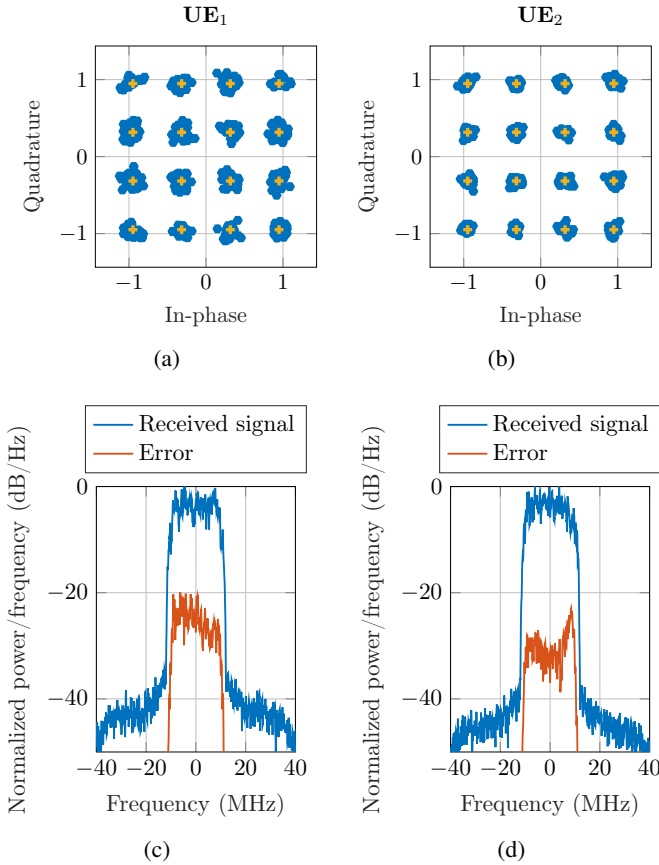 UE1
UE2
Quadrature
1
0
−1
−1
0
1
In-phase
(a)
Quadrature
1
0
−1
−1
0
1
In-phase
(b)
Received signal
Error
Normalized power/frequency (dB/Hz)
0
−20
−40
−40
−20
0
20
40
Frequency (MHz)
(c)
Received signal
Error
Normalized power/frequency (dB/Hz)
0
−20
−40
−40
−20
0
20
40
Frequency (MHz)
(d)